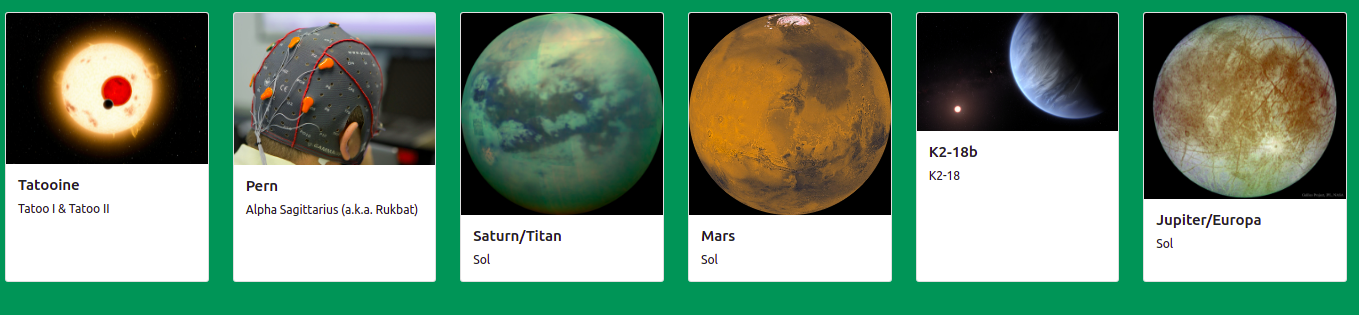 Tatooine
Tatoo I & Tatoo II
Pern
Alpha Sagittarius (a.k.a. Rukbat)
Saturn/Titan
Sol
Mars
Sol
K2-18b
K2-18
Jupiter/Europa
Sol